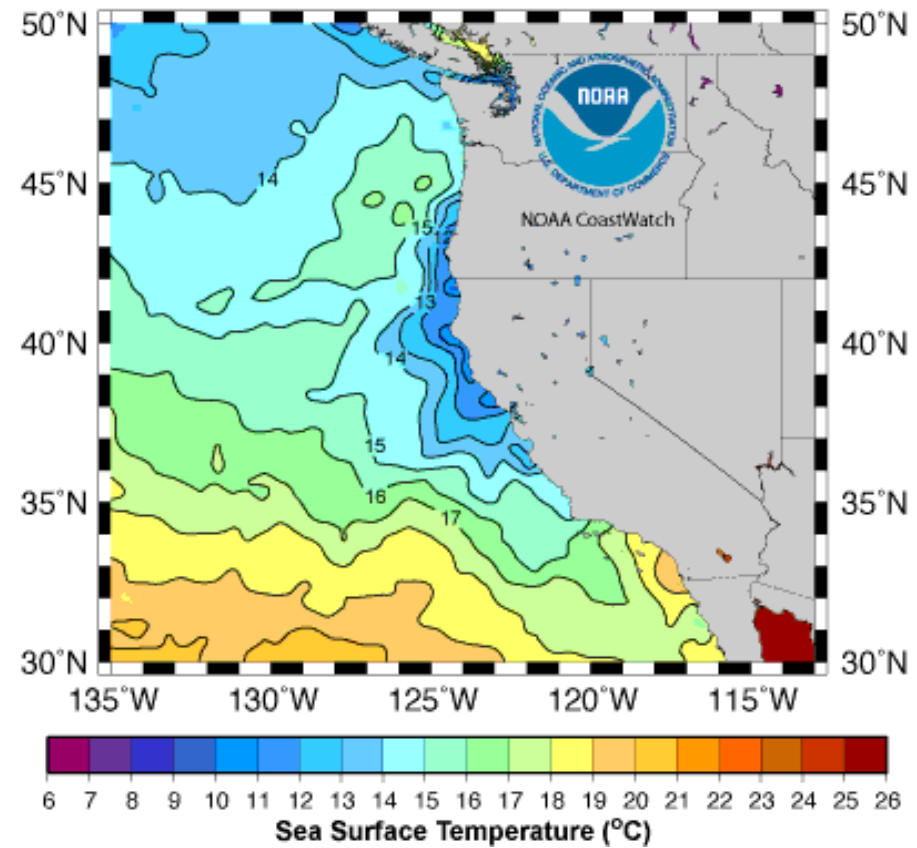 50°N
50°N
NATIONAL OCEANIC AND ATMOSPHERIC ADMINISTRATION
NOAA
U.S. DEPARTMENT OF COMMERCE
14
45°N
45°N
NOAA CoastWatch
15
13
40°N
40°N
14
15
16
35°N
35°N
17
30°N
30°N
135°W
130°W
125°W
120°W
115°W
6 7 8 9 10 11 12 13 14 15 16 17 18 19 20 21 22 23 24 25 26
Sea Surface Temperature (°C)